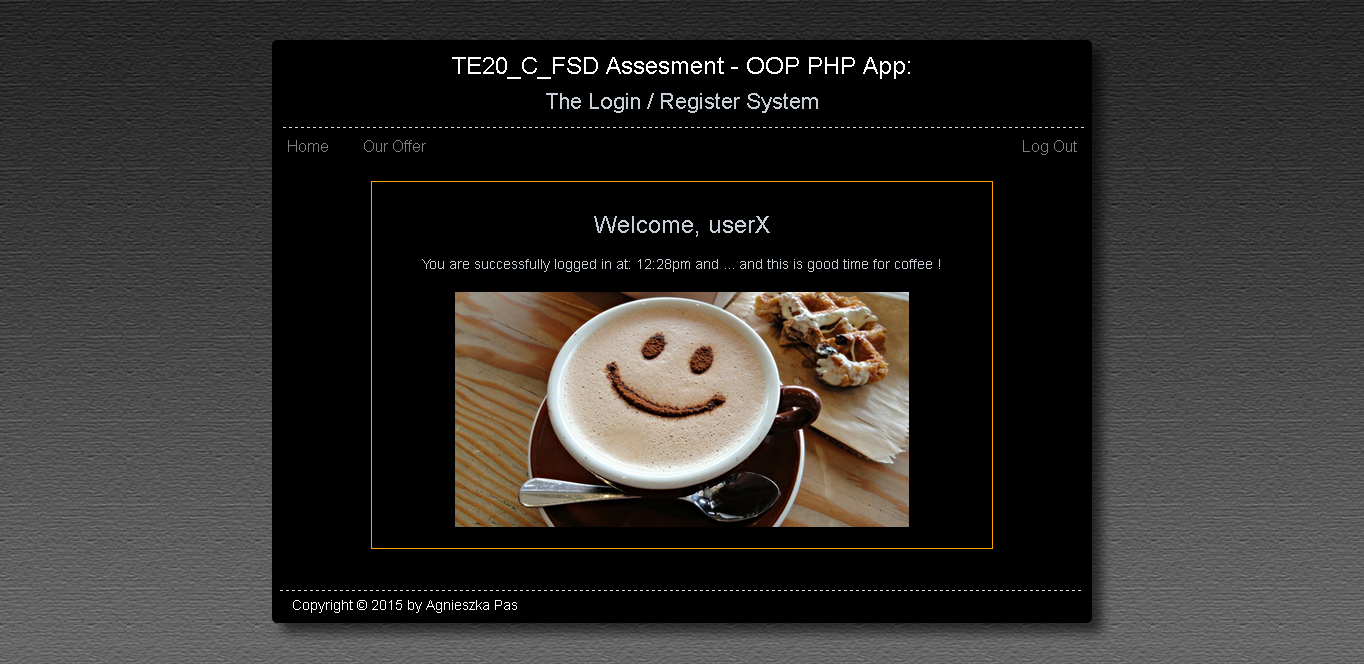 TE20_C_FSD Assesment - OOP PHP App:
The Login / Register System
Home Our Offer Log Out
Welcome, userX
You are successfully logged in at: 12:28pm and ... and this is good time for coffee !
Copyright © 2015 by Agnieszka Pas